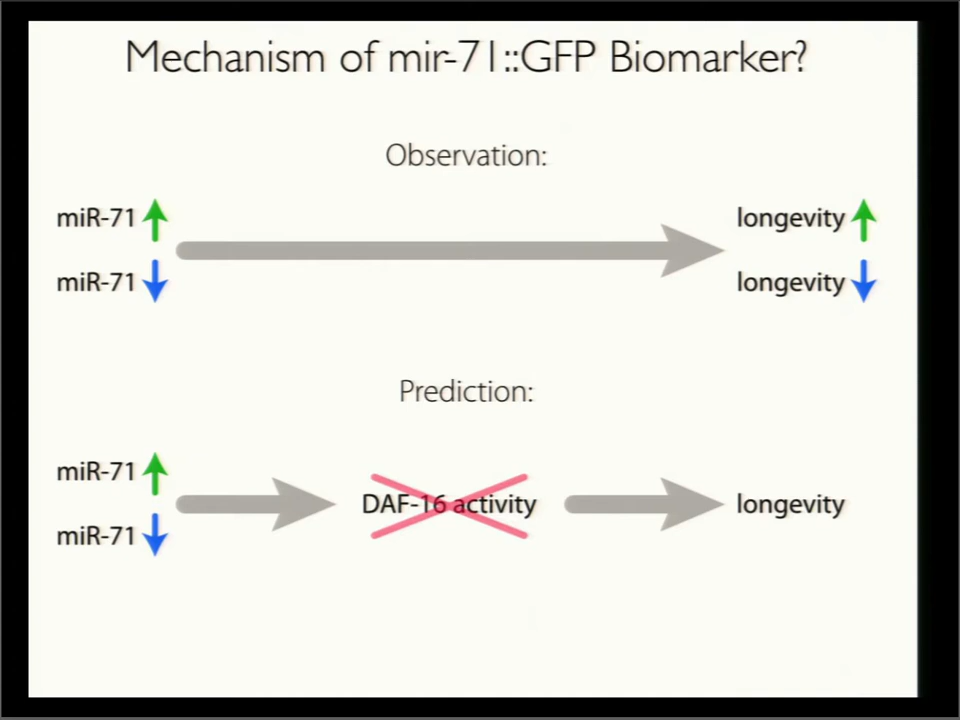 Mechanism of mir-71::GFP Biomarker?
Observation:
miR-71 longevity
miR-71 longevity
Prediction:
miR-71
DAF-16 activity longevity
miR-71